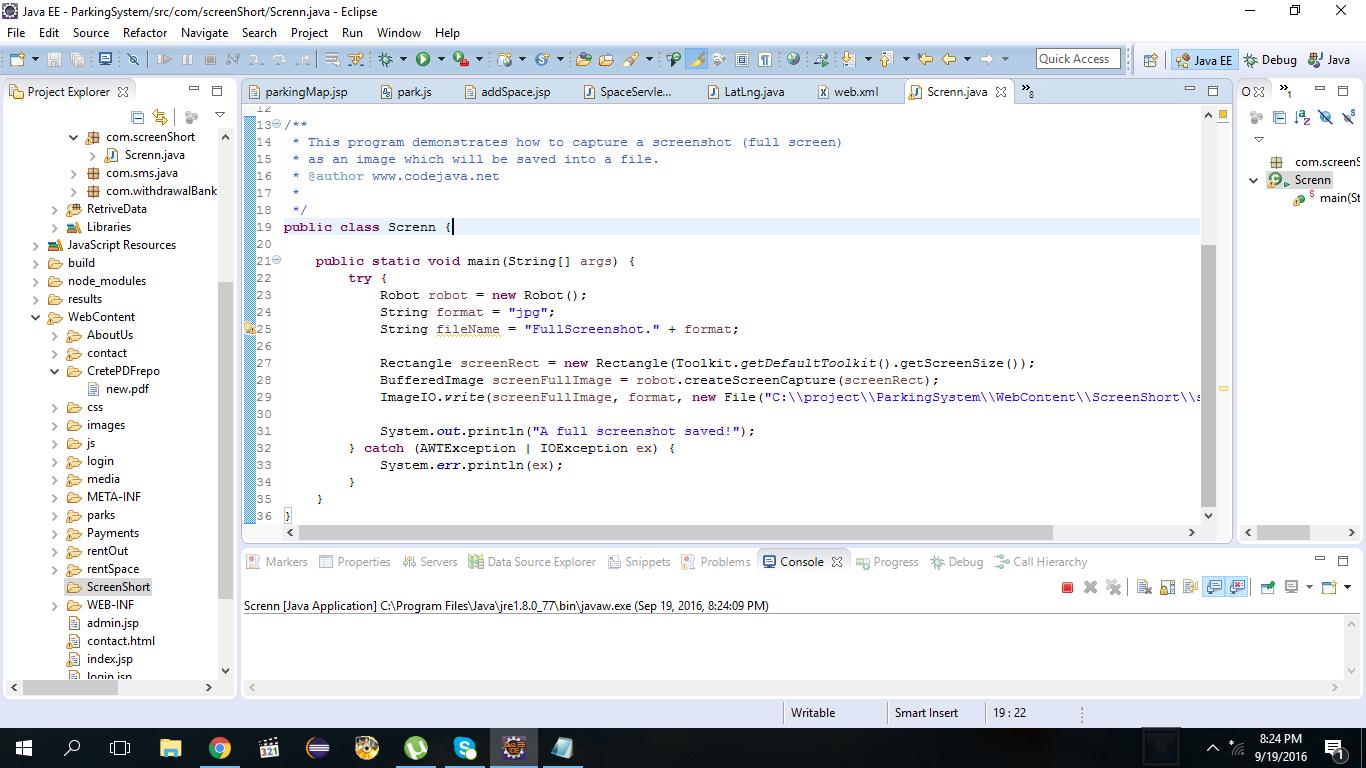 Java EE - ParkingSystem/src/com/screenShort/Screnn.java - Eclipse
File Edit Source Refactor Navigate Search Project Run Window Help
Quick Access
Java EE
Debug
Java
Project Explorer
com.screenShort
Screnn.java
com.sms.java
com.withdrawalBank
RetriveData
Libraries
JavaScript Resources
build
node_modules
results
WebContent
AboutUs
contact
CretePDFrepo
new.pdf
css
images
js
login
media
META-INF
parks
Payments
rentOut
rentSpace
ScreenShort
WEB-INF
admin.jsp
contact.html
index.jsp
login.jsp
parkingMap.jsp park.js addSpace.jsp SpaceServle... LatLng.java web.xml Screnn.java »8
12
13 /**
14 * This program demonstrates how to capture a screenshot (full screen)
15 * as an image which will be saved into a file.
16 * @author www.codejava.net
17 *
18 */
19 public class Screnn {
20
21 public static void main(String[] args) {
22 try {
23 Robot robot = new Robot();
24 String format = "jpg";
25 String fileName = "FullScreenshot." + format;
26
27 Rectangle screenRect = new Rectangle(Toolkit.getDefaultToolkit().getScreenSize());
28 BufferedImage screenFullImage = robot.createScreenCapture(screenRect);
29 ImageIO.write(screenFullImage, format, new File("C:\\project\\ParkingSystem\\WebContent\\ScreenShort\\s
30
31 System.out.println("A full screenshot saved!");
32 } catch (AWTException | IOException ex) {
33 System.err.println(ex);
34 }
35 }
36 }
O »1
com.screenS
Screnn
main(St
Markers Properties Servers Data Source Explorer Snippets Problems Console Progress Debug Call Hierarchy
Screnn [Java Application] C:\Program Files\Java\jre1.8.0_77\bin\javaw.exe (Sep 19, 2016, 8:24:09 PM)
Writable Smart Insert 19 : 22
321
JAVA EE
IDE
8:24 PM
9/19/2016
1